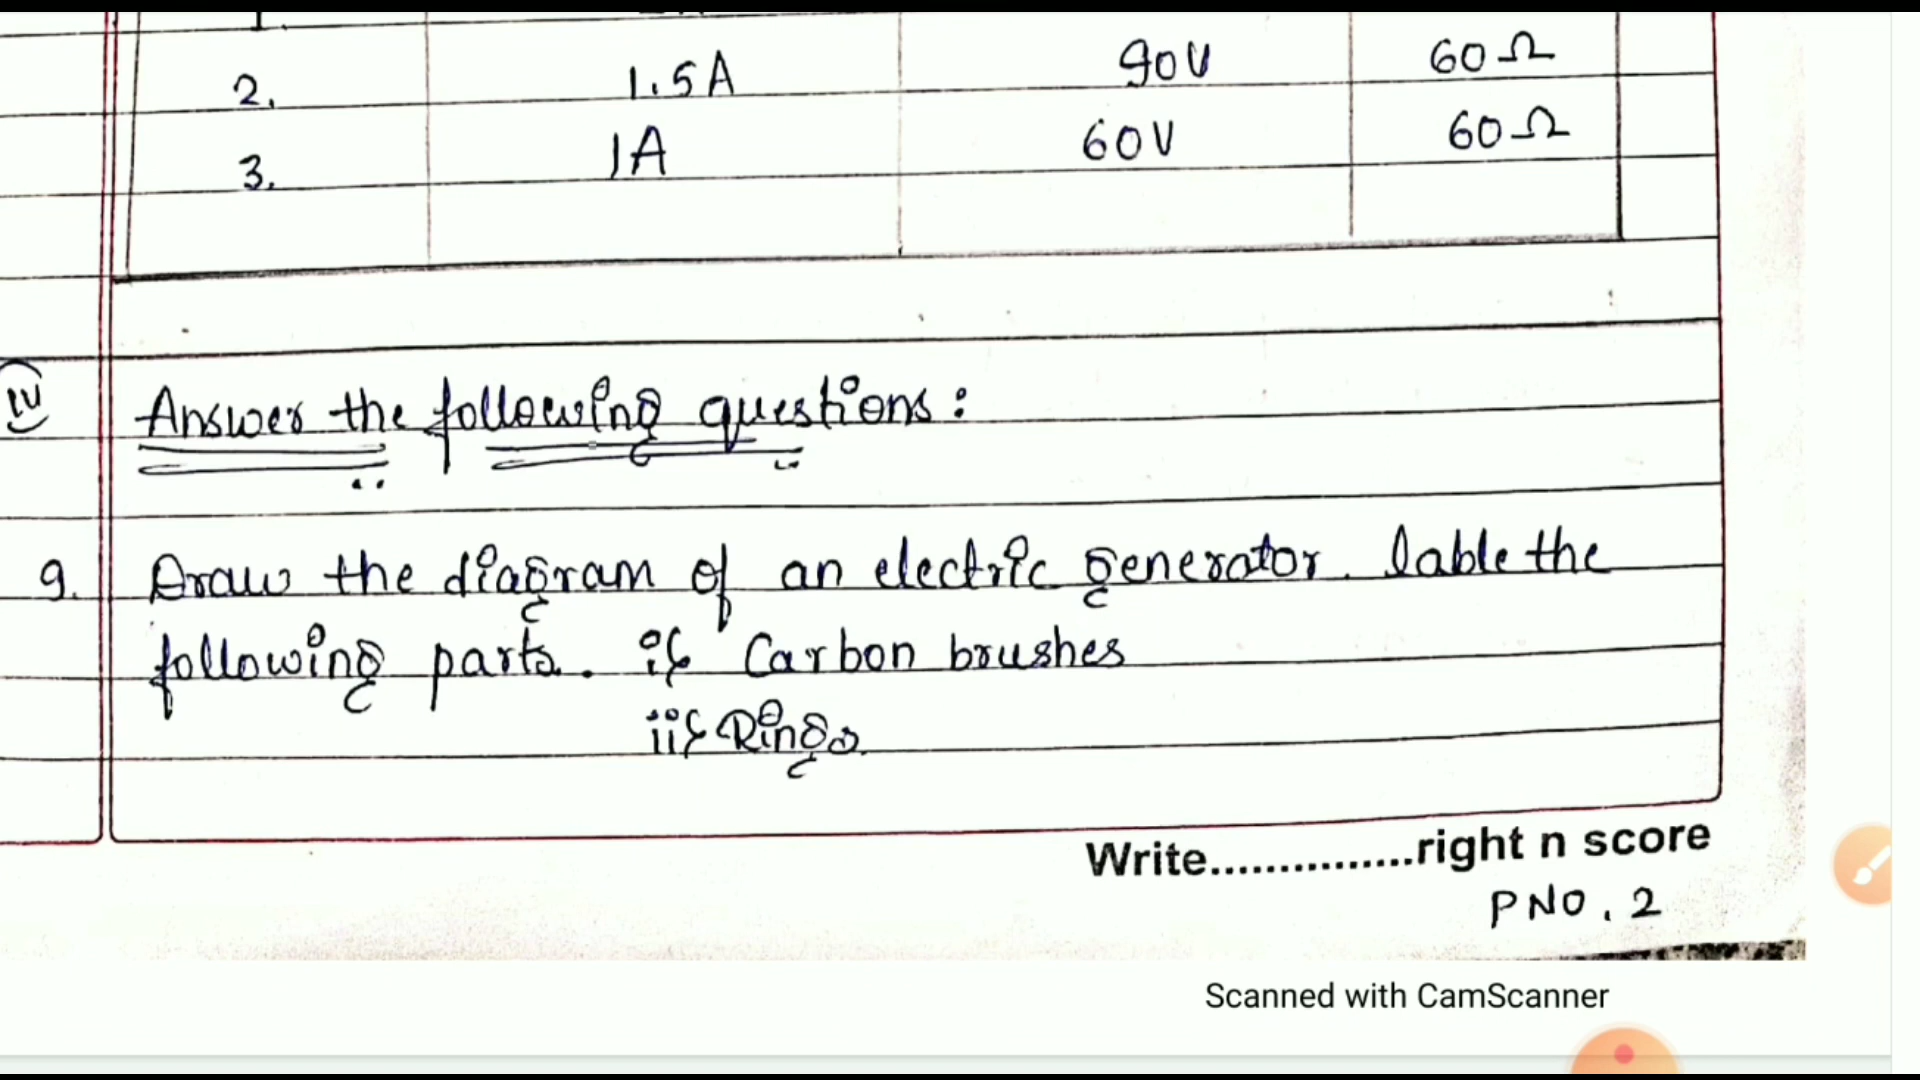 2. 1.5A 90V 60Ω
3. 1A 60V 60Ω
IV Answer the following questions:
9. Draw the diagram of an electric generator. lable the
following parts. i) Carbon brushes
ii) Rings.
Write...............right n score
PNO. 2
Scanned with CamScanner